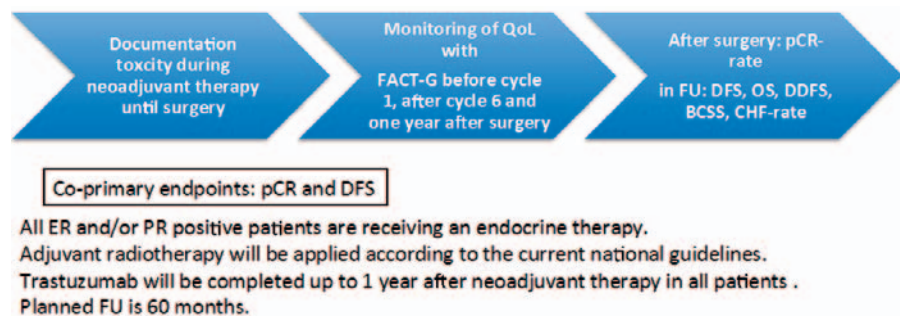 Documentation
toxcity during
neoadjuvant therapy
until surgery
Monitoring of QoL
with
FACT-G before cycle
1, after cycle 6 and
one year after surgery
After surgery: pCR-
rate
in FU: DFS, OS, DDFS,
BCSS, CHF-rate
Co-primary endpoints: pCR and DFS
All ER and/or PR positive patients are receiving an endocrine therapy.
Adjuvant radiotherapy will be applied according to the current national guidelines.
Trastuzumab will be completed up to 1 year after neoadjuvant therapy in all patients .
Planned FU is 60 months.